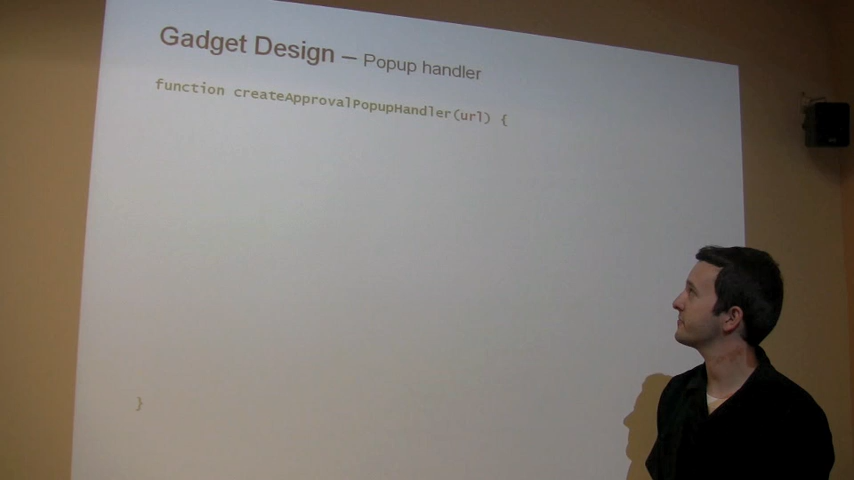 Gadget Design – Popup handler
function createApprovalPopupHandler(url) {
}